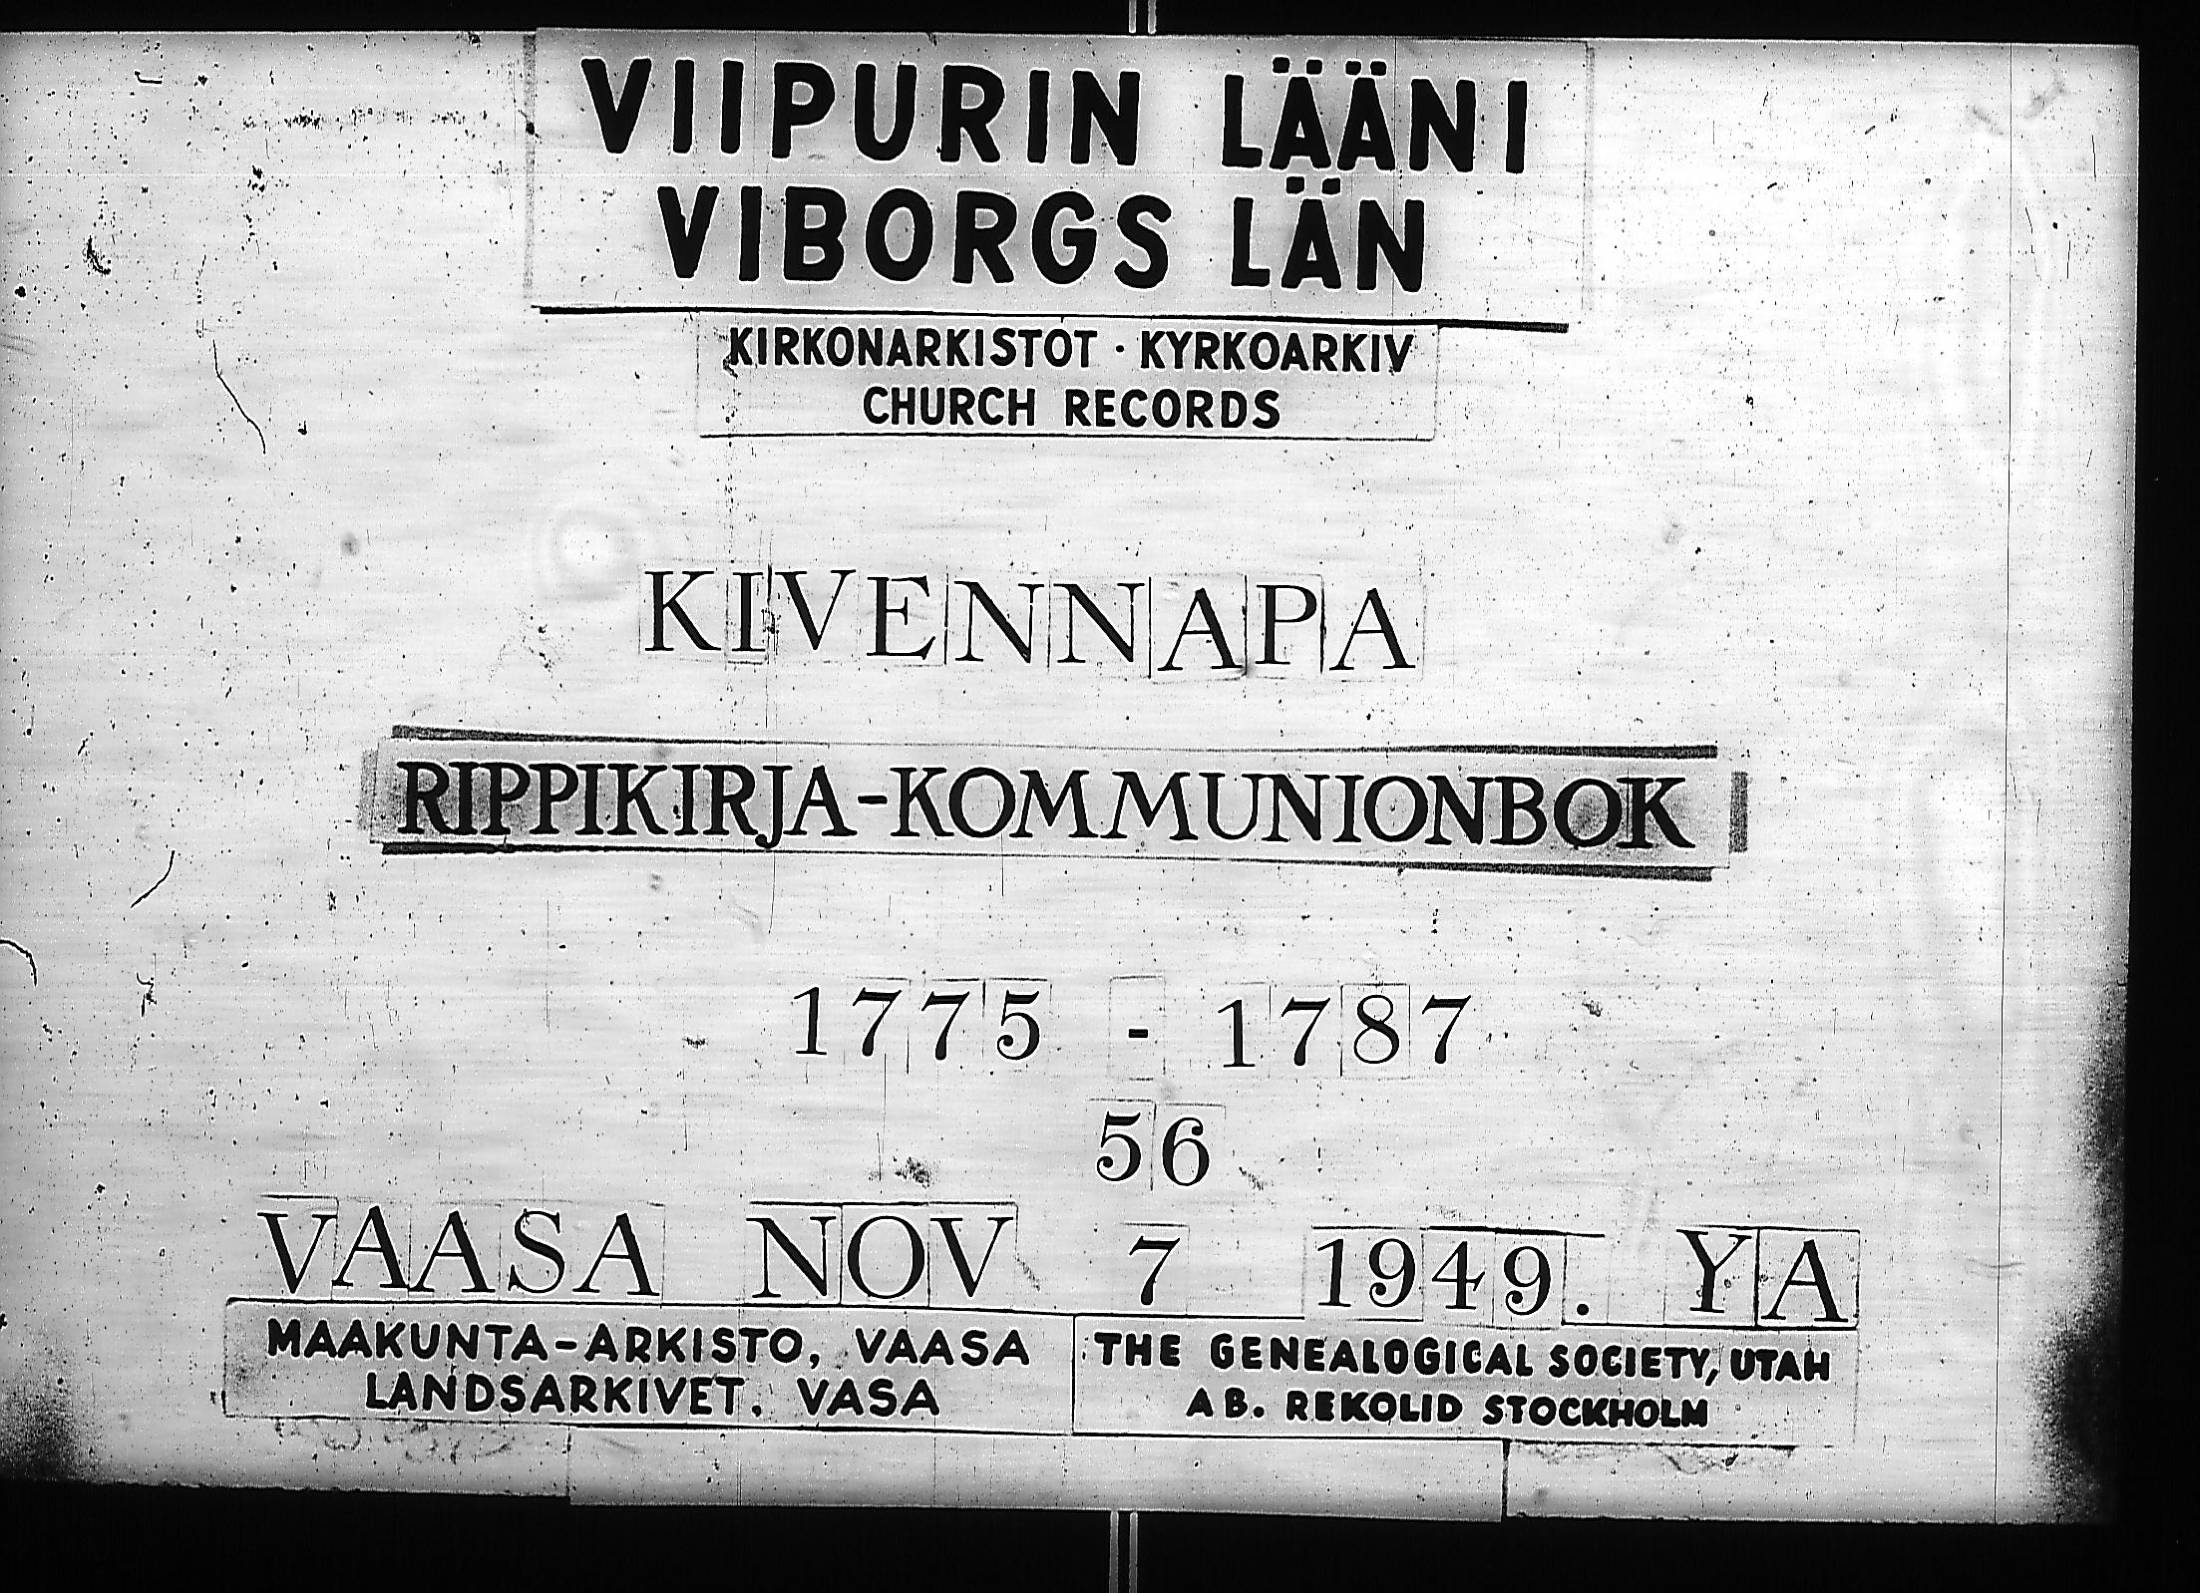 VIIPURIN LÄÄNI
VIBORGS LÄN
KIRKONARKISTOT · KYRKOARKIV
CHURCH RECORDS
KIVENNAPA
RIPPIKIRJA-KOMMUNIONBOK
1775 - 1787
56
VAASA NOV 7 1949. YA
MAAKUNTA-ARKISTO, VAASA
LANDSARKIVET. VASA
THE GENEALOGICAL SOCIETY, UTAH
AB. REKOLID STOCKHOLM